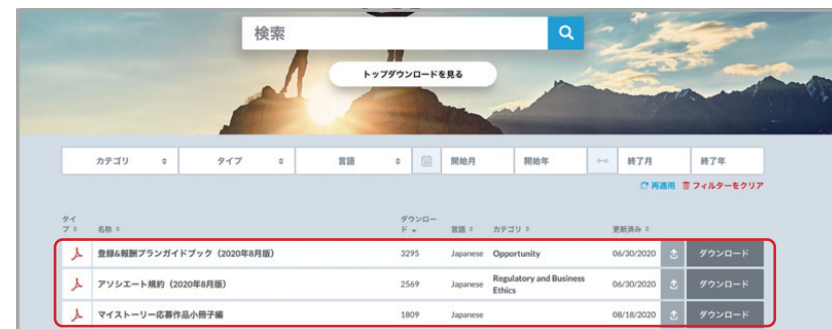 検索
トップダウンロードを見る
カテゴリ タイプ 言語 開始月 開始年 終了月 終了年
再適用 フィルターをクリア
タイプ 名称 ダウンロード 言語 カテゴリ 更新済み
登録&報酬プランガイドブック（2020年8月版） 3295 Japanese Opportunity 06/30/2020 ダウンロード
アソシエート規約（2020年8月版） 2569 Japanese Regulatory and Business Ethics 06/30/2020 ダウンロード
マイストーリー応募作品小冊子編 1809 Japanese 08/18/2020 ダウンロード